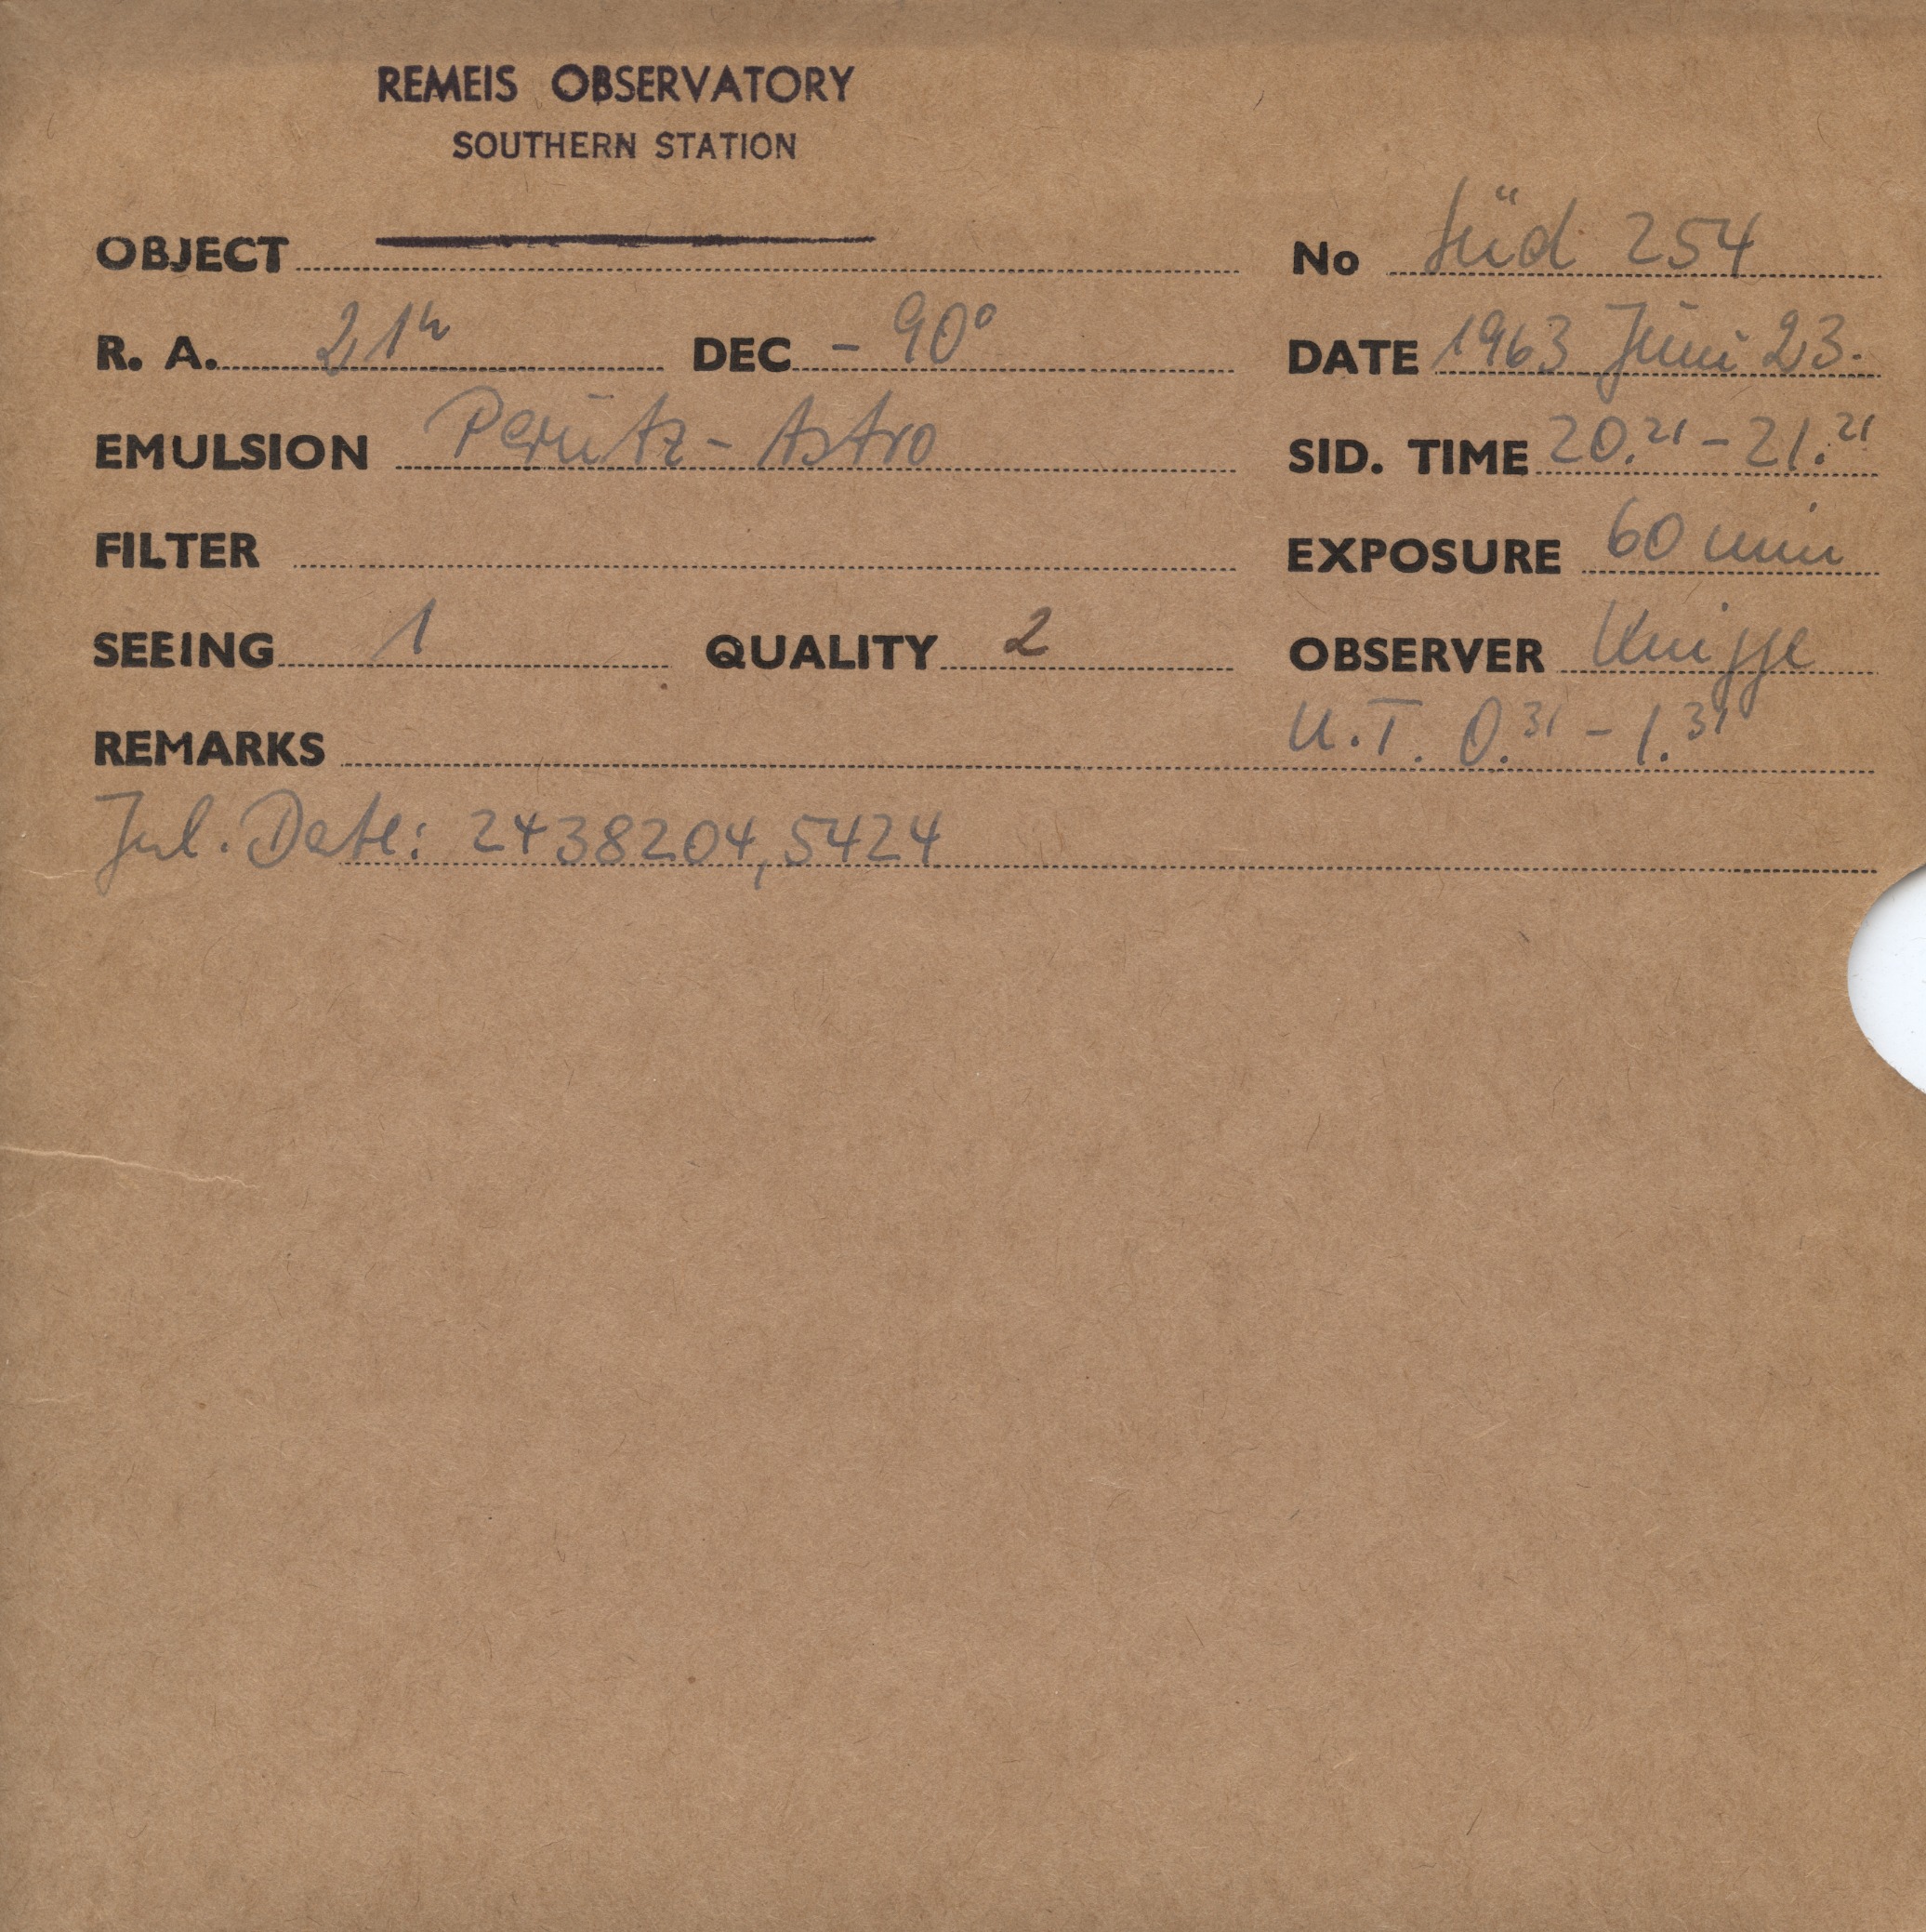 REMEIS OBSERVATORY
SOUTHERN STATION
OBJECT No Süd 254
R. A. 21h DEC - 90° DATE 1963 Juni 23.
EMULSION Perutz - Astro SID. TIME 20.21 - 21.21
FILTER EXPOSURE 60 min
SEEING 1 QUALITY 2 OBSERVER Knigge
REMARKS U.T. 0.31 - 1.31
Jul. Date: 2438204,5424